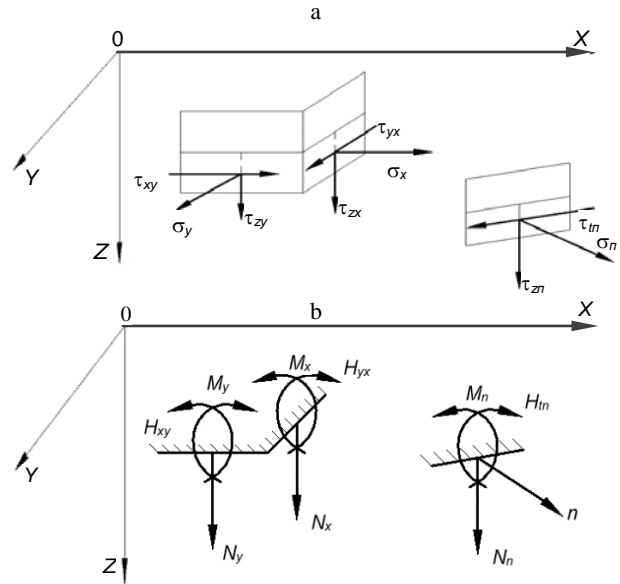 a
0 X
τyx
τxy σx
Y σy τzy τzx τtn
σn
Z τzn
0 b X
Mx Hyx
My Mn Htn
Hxy
Y Nx n
Ny Nn
Z